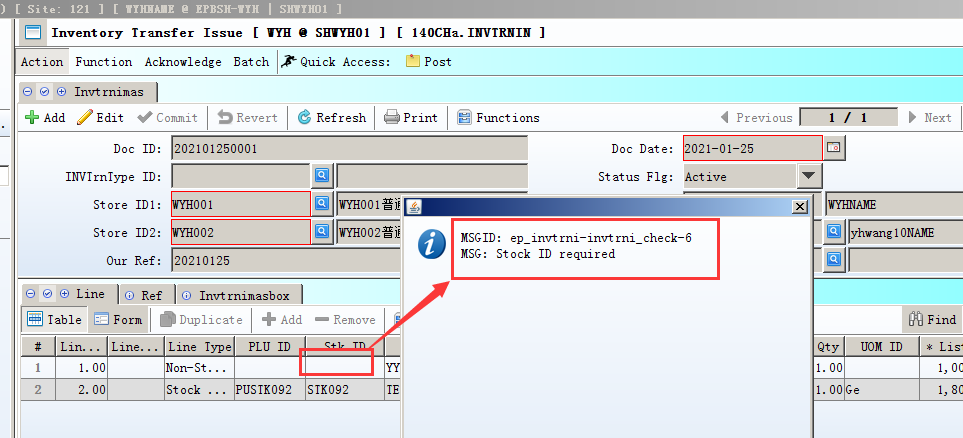 ) [ Site: 121 ] [ WYHNAME @ EPBSH-WYH | SHWYH01 ]
Inventory Transfer Issue [ WYH @ SHWYH01 ] [ 140CHa.INVTRNIN ]
Action Function Acknowledge Batch Quick Access: Post
Invtrnimas
Add Edit Commit Revert Refresh Print Functions Previous 1 / 1 Next
Doc ID: 202101250001 Doc Date: 2021-01-25
INVTrnType ID: Status Flg: Active
Store ID1: WYH001 WYH001普通 WYHNAME
Store ID2: WYH002 WYH002普通 yhwang10NAME
Our Ref: 20210125
MSGID: ep_invtrni-invtrni_check-6
MSG: Stock ID required
Line Ref Invtrnimasbox
Table Form Duplicate Add Remove Find
# Lin... Line... Line Type PLU ID Stk ID Qty UOM ID * List
1 1.00 Non-St... YY 1.00 1,00
2 2.00 Stock ... PUSTK092 STK092 TE 1.00 Ge 1,80